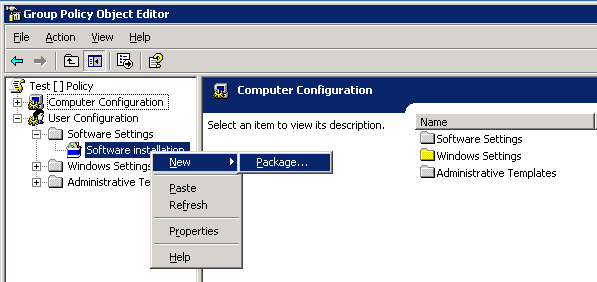 Group Policy Object Editor
File Action View Help
Test [ ] Policy
Computer Configuration
User Configuration
Software Settings
Software installation
Windows Settings
Administrative Te
New
Package...
Paste
Refresh
Properties
Help
Computer Configuration
Select an item to view its description.
Name
Software Settings
Windows Settings
Administrative Templates